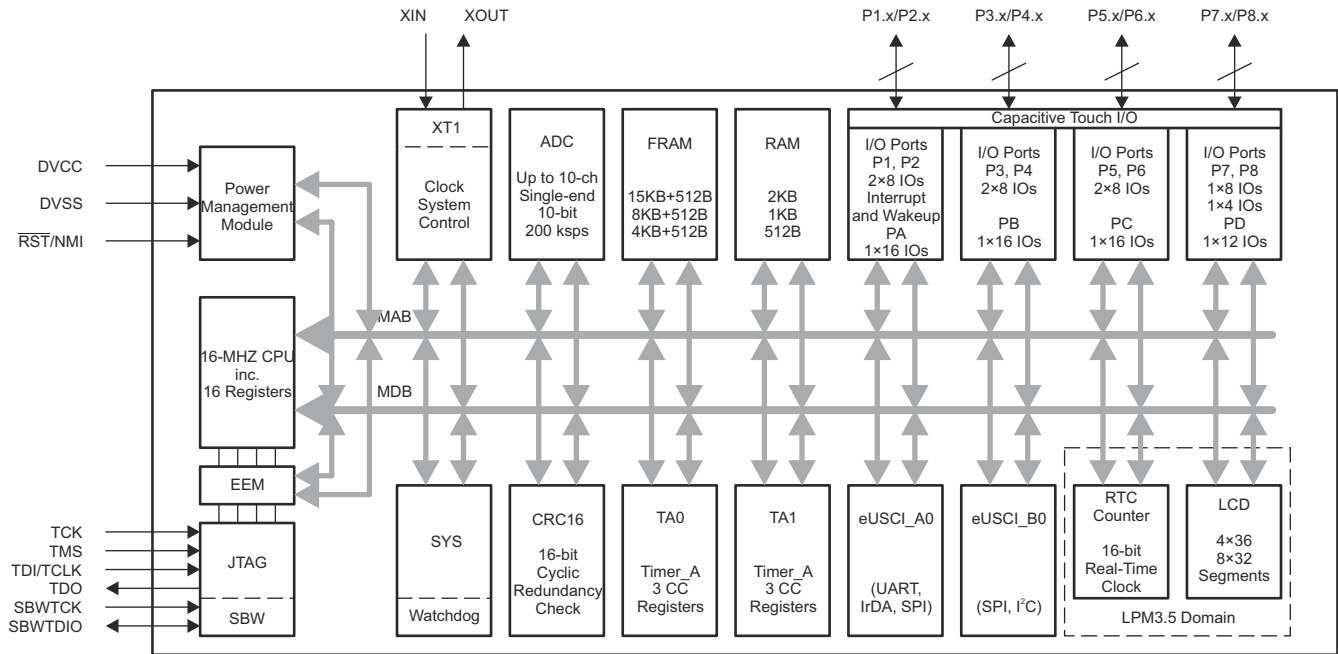 XIN
XOUT
P1.x/P2.x
P3.x/P4.x
P5.x/P6.x
P7.x/P8.x
DVCC
DVSS
RST/NMI
Power
Management
Module
XT1
Clock
System
Control
ADC
Up to 10-ch
Single-end
10-bit
200 ksps
FRAM
15KB+512B
8KB+512B
4KB+512B
RAM
2KB
1KB
512B
Capacitive Touch I/O
I/O Ports
P1, P2
2×8 IOs
Interrupt
and Wakeup
PA
1×16 IOs
I/O Ports
P3, P4
2×8 IOs
PB
1×16 IOs
I/O Ports
P5, P6
2×8 IOs
PC
1×16 IOs
I/O Ports
P7, P8
1×8 IOs
1×4 IOs
PD
1×12 IOs
MAB
MDB
16-MHZ CPU
inc.
16 Registers
EEM
TCK
TMS
TDI/TCLK
TDO
SBWTCK
SBWTDIO
JTAG
SBW
SYS
Watchdog
CRC16
16-bit
Cyclic
Redundancy
Check
TA0
Timer_A
3 CC
Registers
TA1
Timer_A
3 CC
Registers
eUSCI_A0
(UART,
IrDA, SPI)
eUSCI_B0
(SPI, I²C)
RTC
Counter
16-bit
Real-Time
Clock
LCD
4×36
8×32
Segments
LPM3.5 Domain